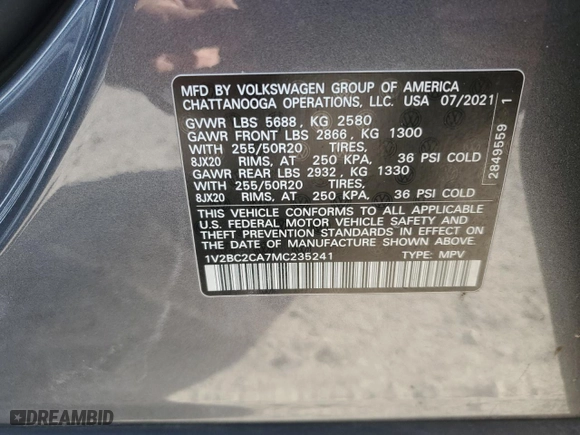 MFD BY VOLKSWAGEN GROUP OF AMERICA
CHATTANOOGA OPERATIONS, LLC. USA 07/2021
GVWR LBS 5688, KG 2580
GAWR FRONT LBS 2866, KG 1300
WITH 255/50R20 TIRES,
8JX20 RIMS, AT 250 KPA, 36 PSI COLD
GAWR REAR LBS 2932, KG 1330
WITH 255/50R20 TIRES,
8JX20 RIMS, AT 250 KPA, 36 PSI COLD
THIS VEHICLE CONFORMS TO ALL APPLICABLE
U.S. FEDERAL MOTOR VEHICLE SAFETY AND
THEFT PREVENTION STANDARDS IN EFFECT ON
THE DATE OF MANUFACTURE SHOWN ABOVE.
1V2BC2CA7MC235241 TYPE: MPV
2849559 1
DREAMBID